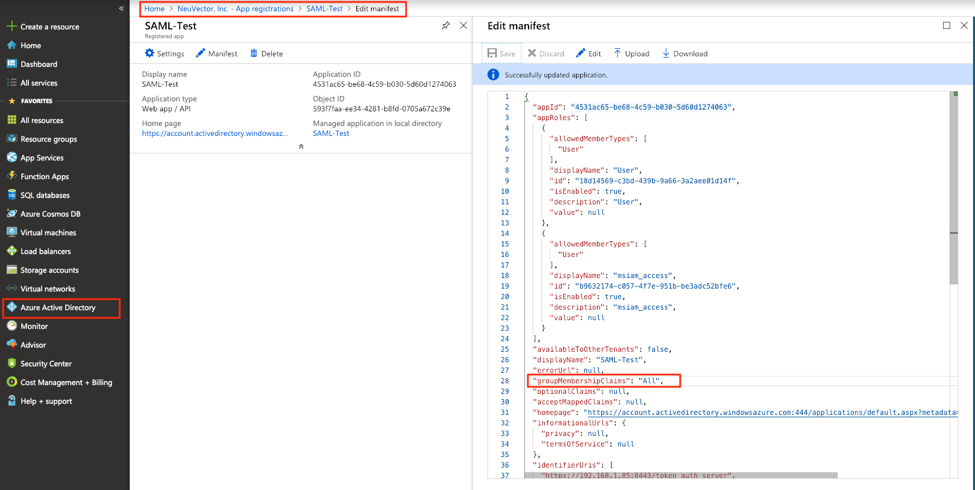 «
Create a resource
Home
Dashboard
All services
FAVORITES
All resources
Resource groups
App Services
Function Apps
SQL databases
Azure Cosmos DB
Virtual machines
Load balancers
Storage accounts
Virtual networks
Azure Active Directory
Monitor
Advisor
Security Center
Cost Management + Billing
Help + support
Home > NeuVector, Inc. - App registrations > SAML-Test > Edit manifest
SAML-Test
Registered app
Settings Manifest Delete
Display name
SAML-Test
Application type
Web app / API
Home page
https://account.activedirectory.windowsaz...
Application ID
4531ac65-be68-4c59-b030-5d60d1274063
Object ID
593f7faa-ee34-4281-b8fd-0705a672c39e
Managed application in local directory
SAML-Test
Edit manifest
Save Discard Edit Upload Download
Successfully updated application.
1 {
2 "appId": "4531ac65-be68-4c59-b030-5d60d1274063",
3 "appRoles": [
4 {
5 "allowedMemberTypes": [
6 "User"
7 ],
8 "displayName": "User",
9 "id": "18d14569-c3bd-439b-9a66-3a2aee01d14f",
10 "isEnabled": true,
11 "description": "User",
12 "value": null
13 },
14 {
15 "allowedMemberTypes": [
16 "User"
17 ],
18 "displayName": "msiam_access",
19 "id": "b9632174-c057-4f7e-951b-be3adc52bfe6",
20 "isEnabled": true,
21 "description": "msiam_access",
22 "value": null
23 }
24 ],
25 "availableToOtherTenants": false,
26 "displayName": "SAML-Test",
27 "errorUrl": null,
28 "groupMembershipClaims": "All",
29 "optionalClaims": null,
30 "acceptMappedClaims": null,
31 "homepage": "https://account.activedirectory.windowsazure.com:444/applications/default.aspx?metadata=
32 "informationalUrls": {
33 "privacy": null,
34 "termsOfService": null
35 },
36 "identifierUris": [
37 "https://192.168.1.85:8443/token_auth_server",